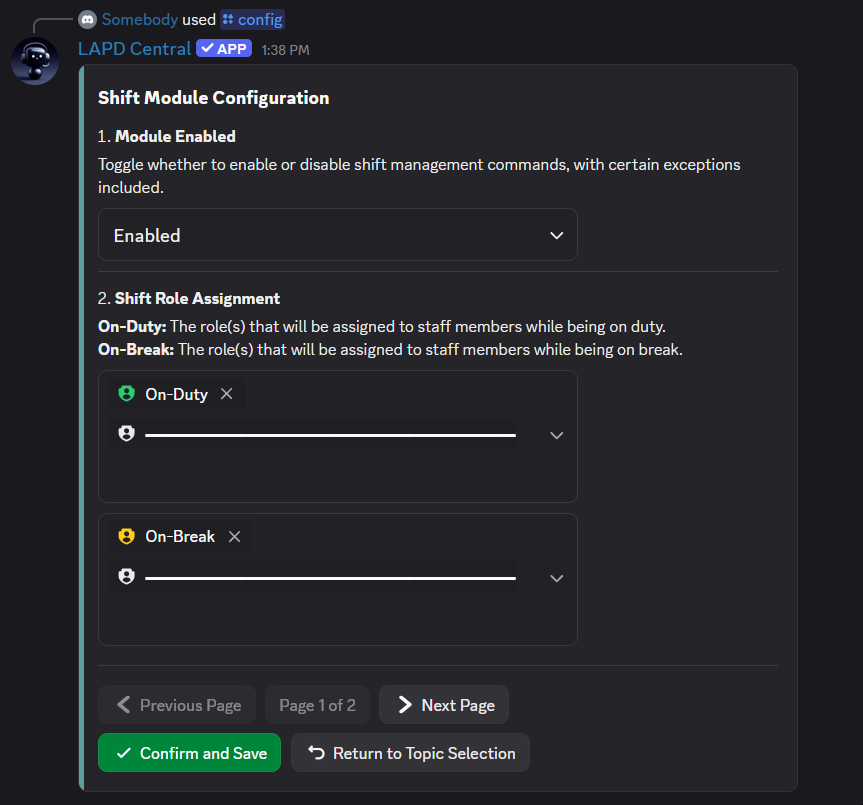 Somebody used config
LAPD Central ✓ APP 1:38 PM
Shift Module Configuration
1. Module Enabled
Toggle whether to enable or disable shift management commands, with certain exceptions
included.
Enabled
2. Shift Role Assignment
On-Duty: The role(s) that will be assigned to staff members while being on duty.
On-Break: The role(s) that will be assigned to staff members while being on break.
On-Duty
On-Break
Previous Page
Page 1 of 2
Next Page
Confirm and Save
Return to Topic Selection